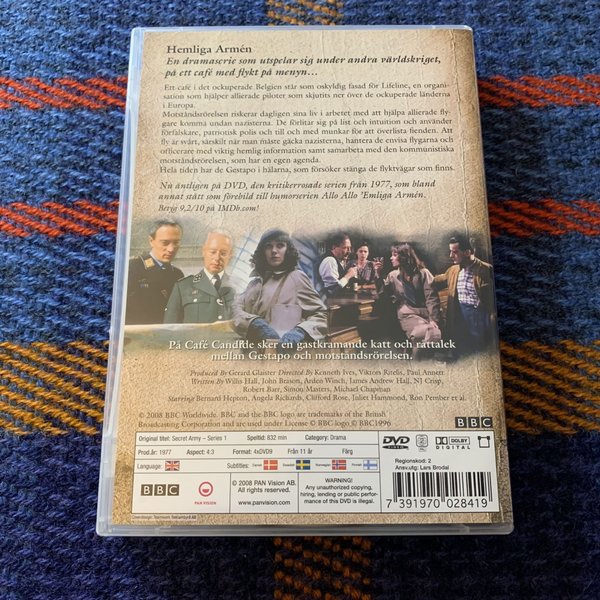 Hemliga Armén
En dramaserie som utspelar sig under andra världskriget,
på ett café med flykt på menyn...
Ett café i det ockuperade Belgien står som oskyldig fasad för Lifeline, en organi-
sation som hjälper allierade piloter som skjutits ner över de ockuperade länderna
i Europa.
Motståndsrörelsen riskerar dagligen sina liv i arbetet med att hjälpa allierade fly-
gare komma undan nazisterna. De förlitar sig på list och intuition och använder
förfalskare, patriotisk polis och till och med munkar för att överlista fienden. Att
fly är svårt, särskilt när man måste gäcka nazisterna, hantera de envisa flygarna och
officerare med viktig hemlig information samt samarbeta med den kommunistiska
motståndsrörelsen, som har en egen agenda.
Hela tiden har de Gestapo i hälarna, som försöker stänga de flyktvägar som finns.
Nu äntligen på DVD, den kritikerrosade serien från 1977, som bland
annat stått som förebild till humorserien Allo Allo 'Emliga Armén.
Betyg 9,2/10 på IMDb.com!
På Café Candide sker en gastkramande katt och råttalek
mellan Gestapo och motståndsrörelsen.
Produced By Gerard Glaister Directed By Kenneth Ives, Viktors Ritelis, Paul Annett
Written By Willis Hall, John Brason, Arden Winch, James Andrew Hall, NJ Crisp,
Robert Barr, Simon Masters, Michael Chapman
Starring Bernard Hepton, Angela Richards, Clifford Rose, Juliet Hammond, Ron Pember et al.
© 2008 BBC Worldwide. BBC and the BBC logo are trademarks of the British
Broadcasting Corporation and are used under License © BBC logo © BBC1996
BBC
Original titel: Secret Army – Series 1 Speltid: 832 min Category: Drama
Prod.år: 1977 Aspect: 4:3 Format: 4xDVD9 Från 11 år Färg
Language: Subtitles: Danish Swedish Norwegian Finnish
DVD VIDEO DOLBY DIGITAL
Regionskod: 2
Ansv.utg: Lars Brodal
BBC PAN VISION
© 2008 PAN Vision AB.
All rights reserved.
www.panvision.com
WARNING!
Any unauthorized copying,
hiring, lending or public perfor-
mance of this DVD is illegal.
7 391970 028419